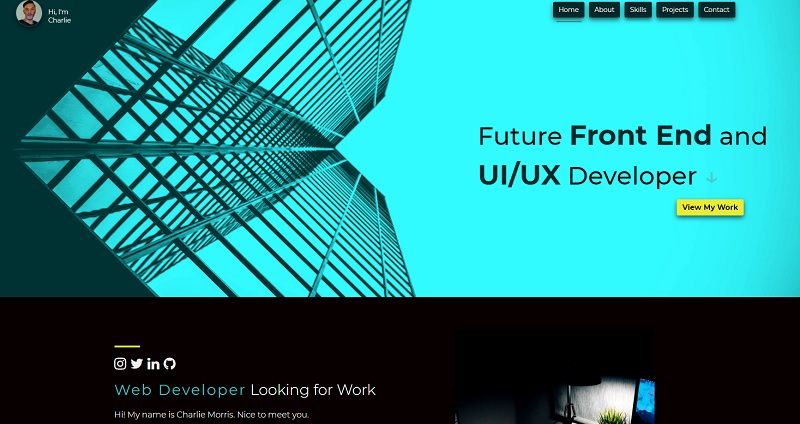 Hi, I'm
Charlie
Home About Skills Projects Contact
Future Front End and
UI/UX Developer
View My Work
Web Developer Looking for Work
Hi! My name is Charlie Morris. Nice to meet you.